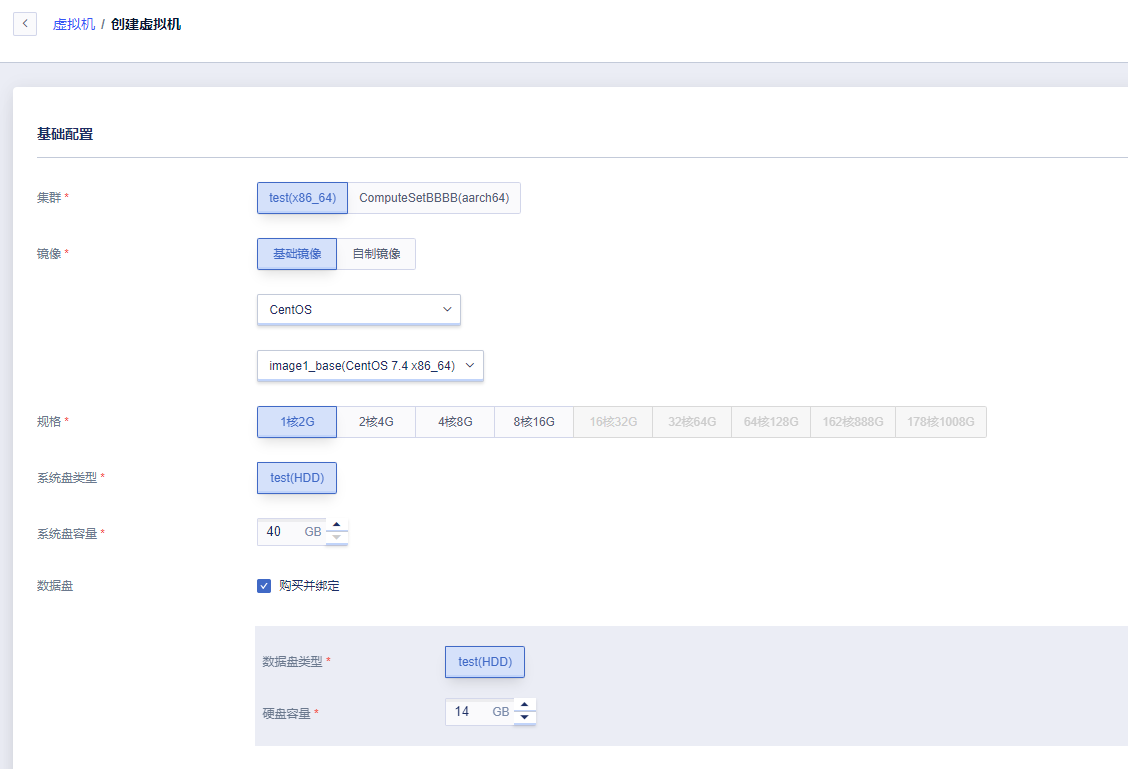 虚拟机 / 创建虚拟机
基础配置
集群 * test(x86_64) ComputeSetBBBB(aarch64)
镜像 * 基础镜像 自制镜像
CentOS
image1_base(CentOS 7.4 x86_64)
规格 * 1核2G 2核4G 4核8G 8核16G 16核32G 32核64G 64核128G 162核888G 178核1008G
系统盘类型 * test(HDD)
系统盘容量 * 40 GB
数据盘 购买并绑定
数据盘类型 * test(HDD)
硬盘容量 * 14 GB